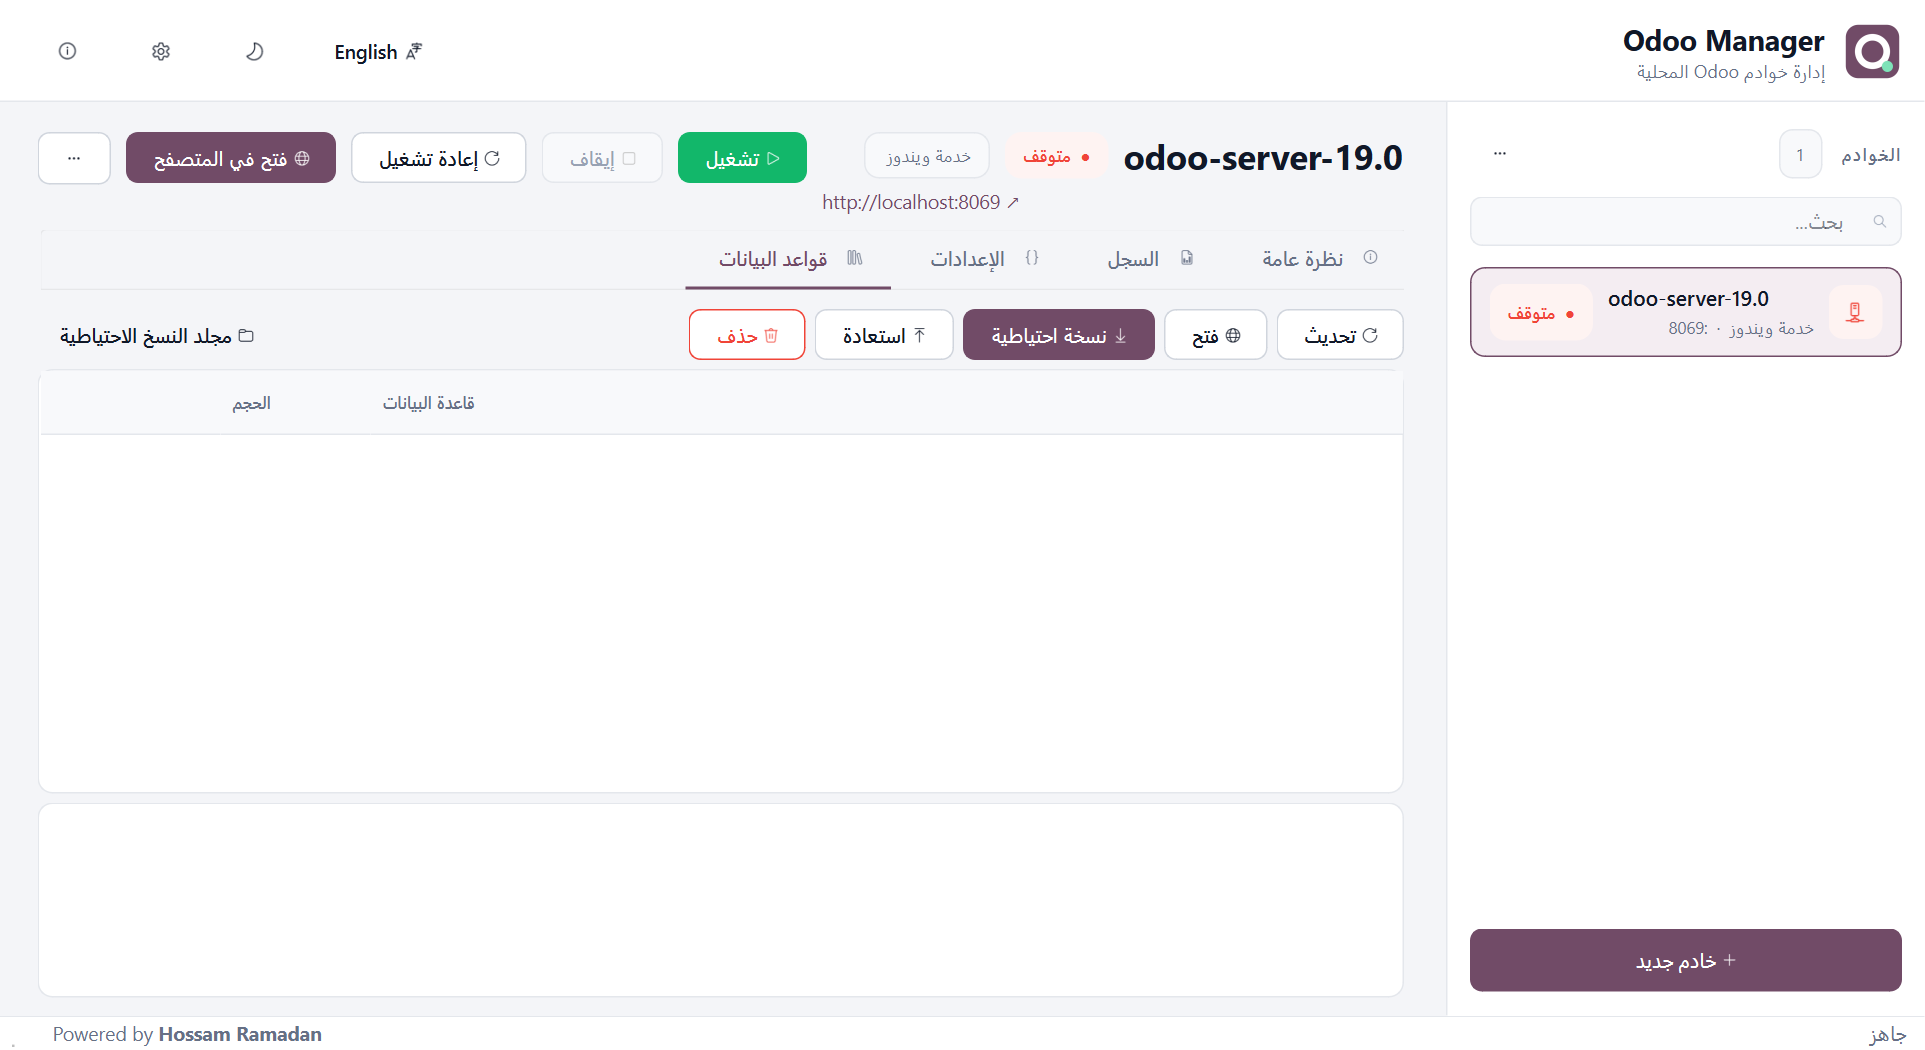 Odoo Manager
إدارة خوادم Odoo المحلية
English
الخوادم
1
...
بحث...
odoo-server-19.0
خدمة ويندوز · :8069
متوقف
خادم جديد
odoo-server-19.0
متوقف
خدمة ويندوز
تشغيل
إيقاف
إعادة تشغيل
فتح في المتصفح
...
http://localhost:8069 ↗
نظرة عامة
السجل
الإعدادات
قواعد البيانات
تحديث
فتح
نسخة احتياطية
استعادة
حذف
مجلد النسخ الاحتياطية
قاعدة البيانات
الحجم
جاهز
Powered by Hossam Ramadan